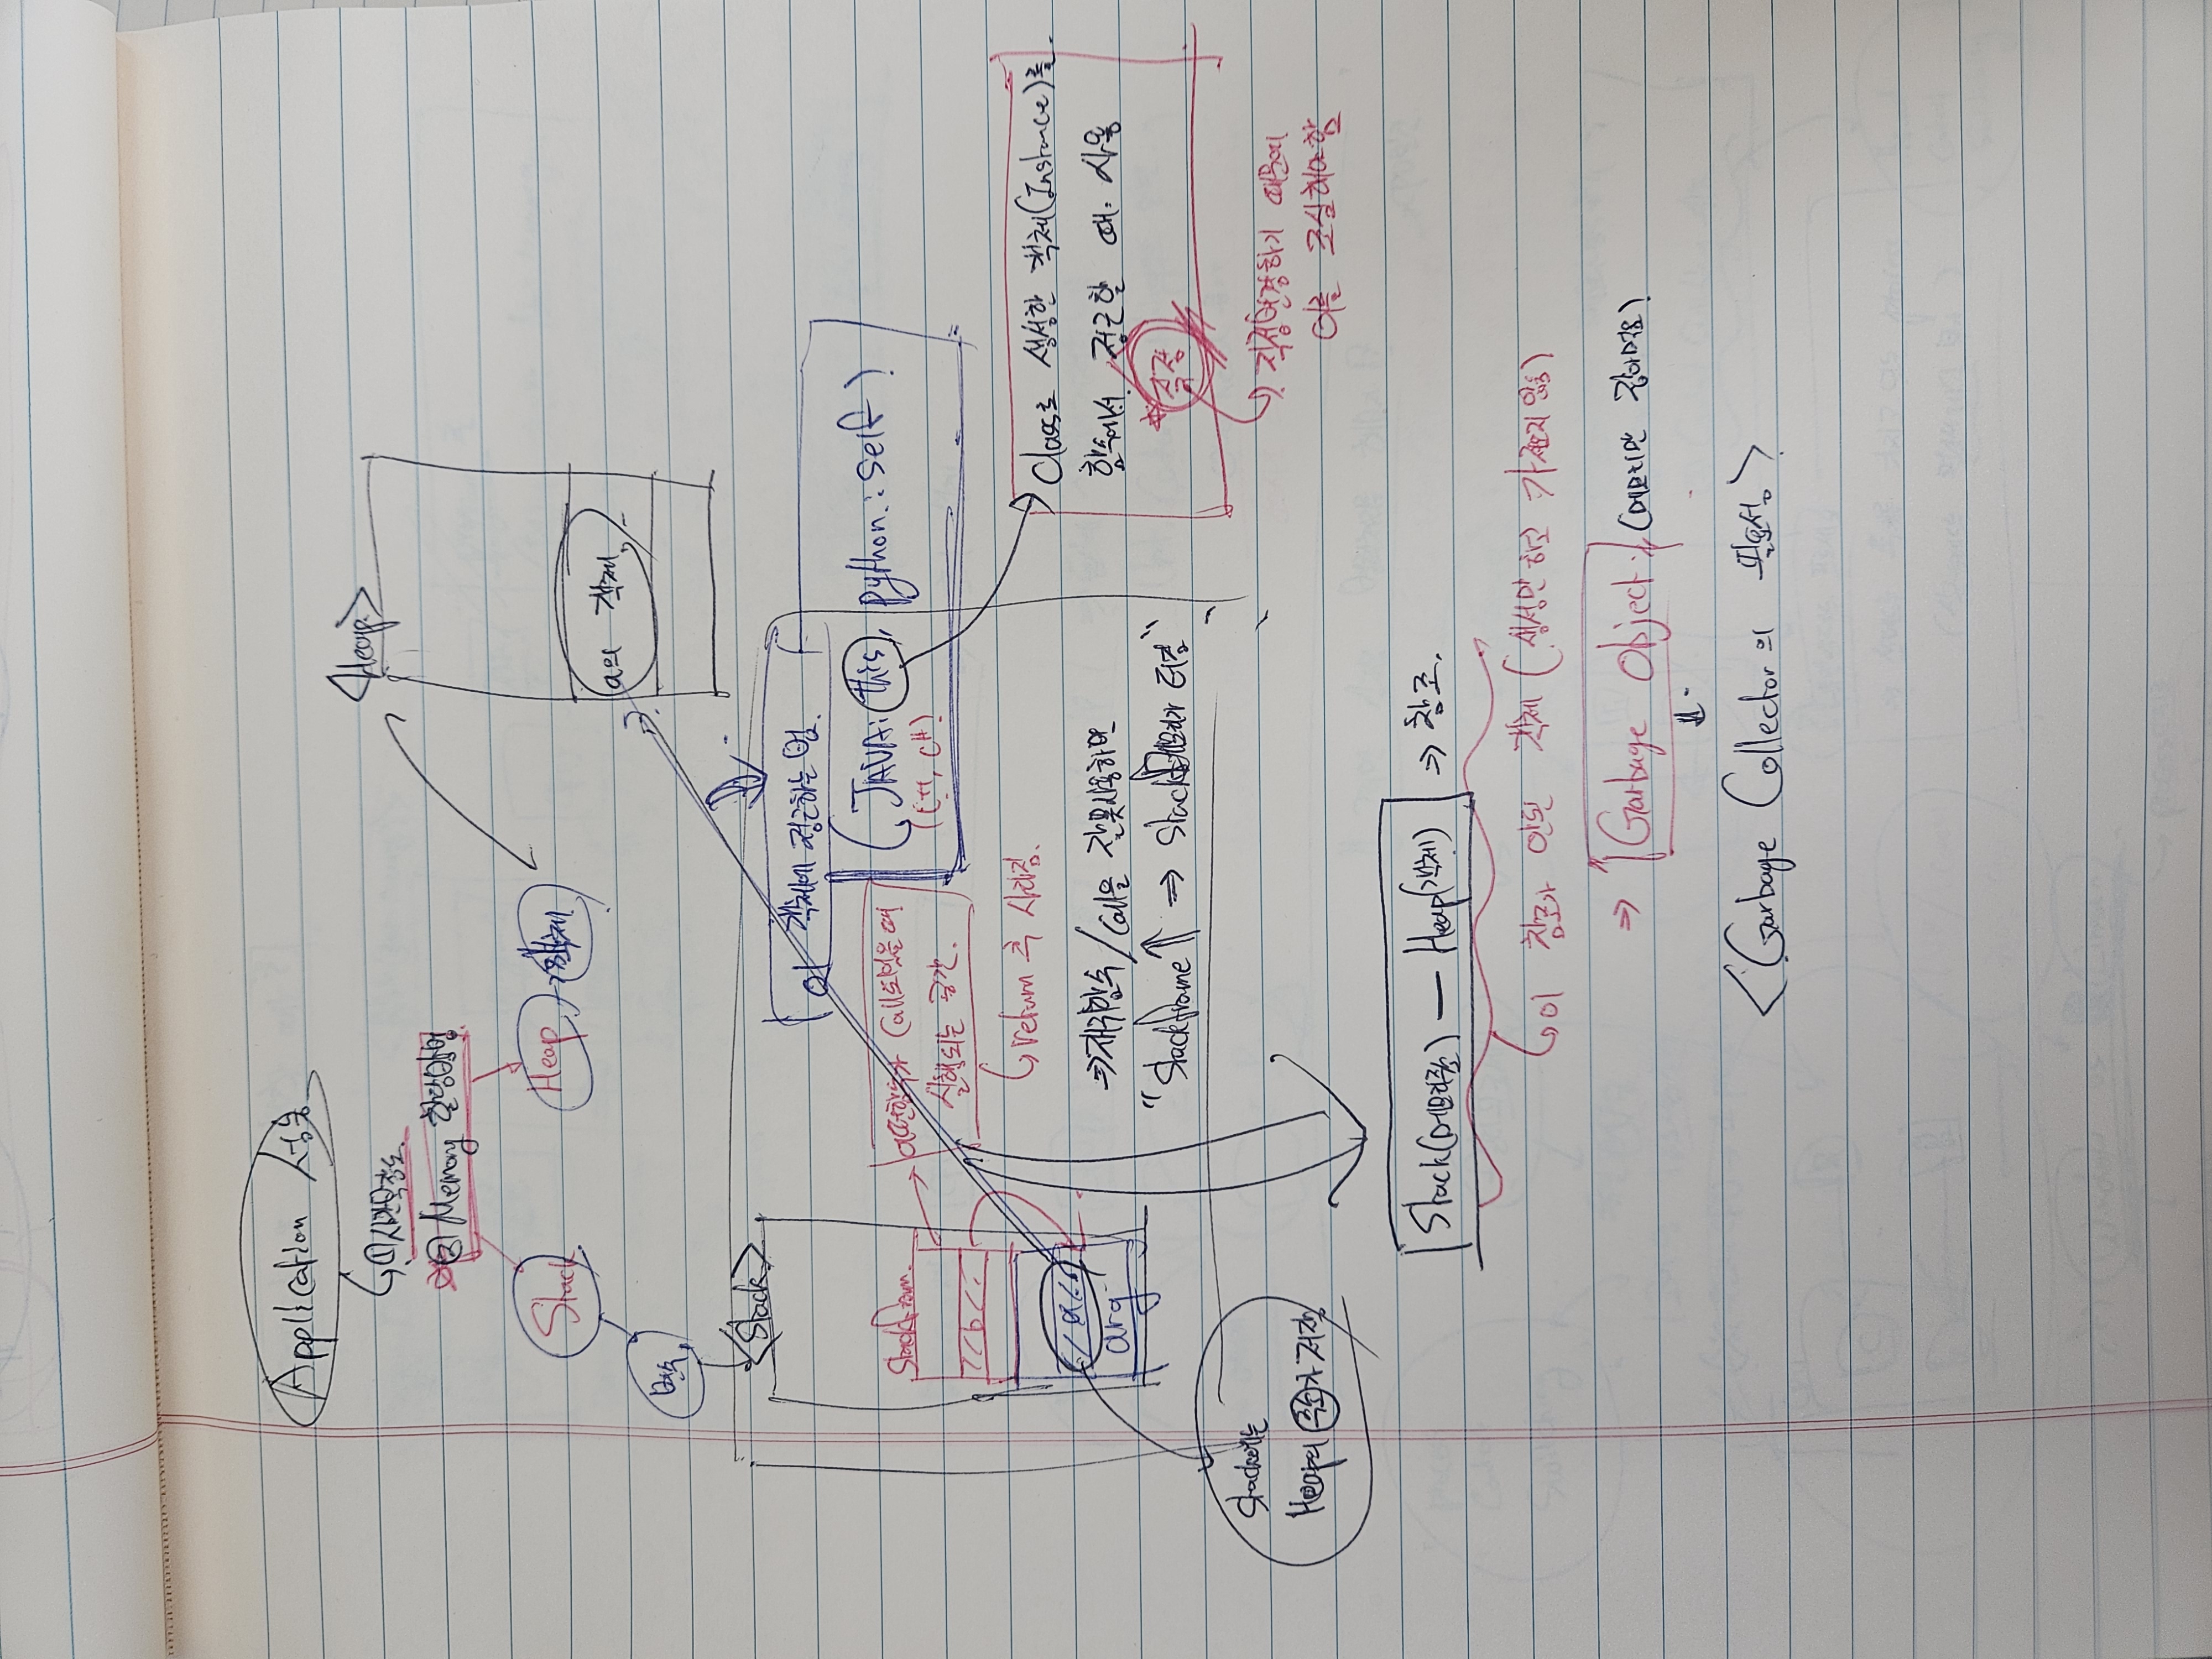 Application 성능
① 시간복잡도.
② Memory 할당방법
Stack
Heap → 객체
변수
<Heap>
a의 객체
<Stack>
Stackfram.
b
a
arg
어떤함수가 call되었을 때
실행되는 공간.
return 후 사라짐.
⇒ 재귀함수/call을 잘못사용하면
"Stackframe↑ ⇒ Stack메모리가 터짐"
이 객체에 접근하는 법.
(JAVA: this, python: self)
(C++, C#)
Class로 생성한 객체(Instance)를
함수에서 접근할 때 사용
수정
직접변경하기 때문에
이를 조심해야함
Stack에는
Heap의 주소가 저장
Stack(메모리주소) — Heap(객체) ⇒ 참조.
이 참조가 안된 객체 (생성만 하고 가져오지 않음)
⇒ Garbage Object (메모리만 잡아먹음)
⇓
<Garbage Collector의 필요성>